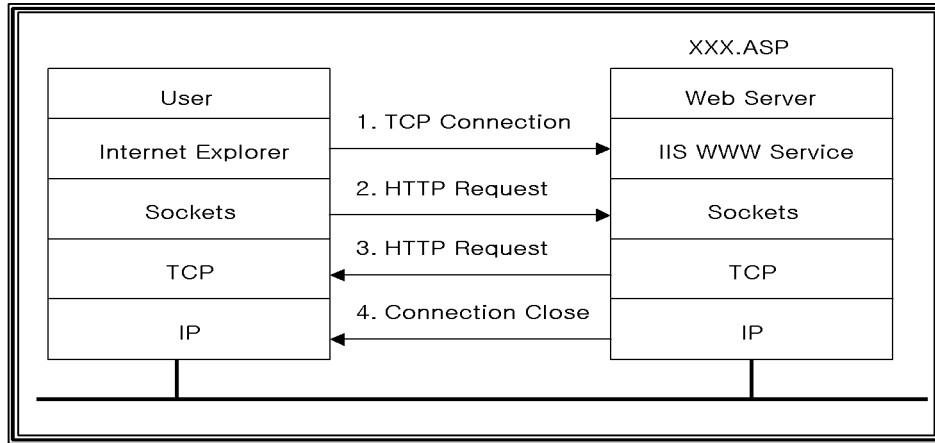 XXX.ASP
User
Web Server
1. TCP Connection
Internet Explorer
IIS WWW Service
2. HTTP Request
Sockets
Sockets
3. HTTP Request
TCP
TCP
4. Connection Close
IP
IP